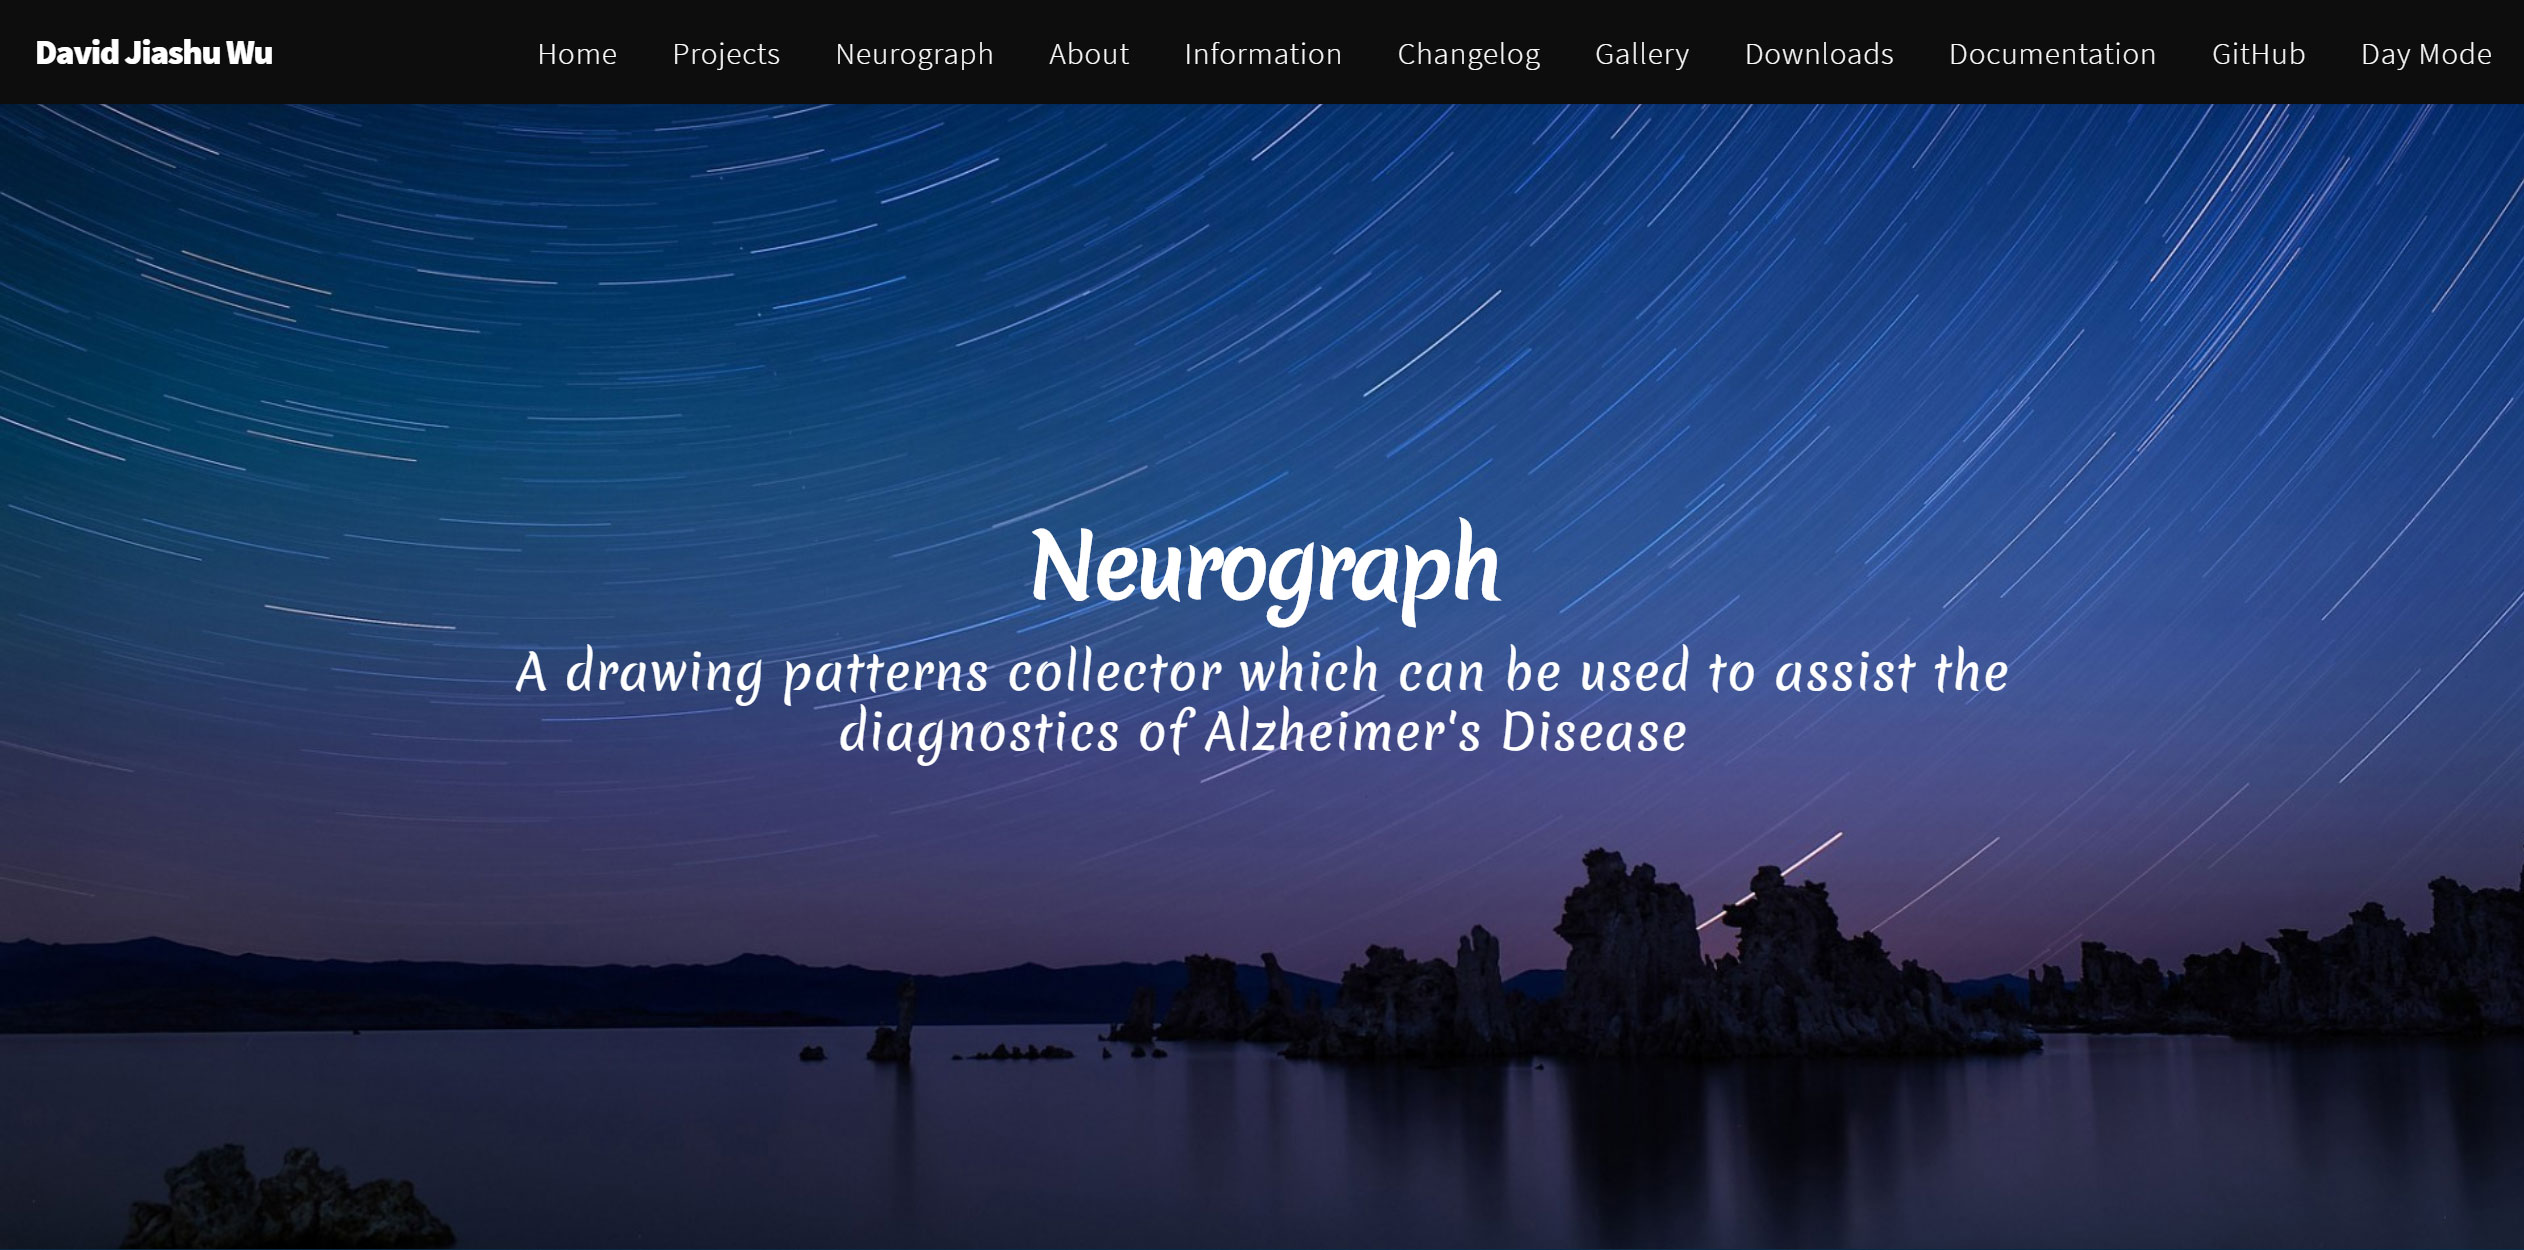 David Jiashu Wu
Home Projects Neurograph About Information Changelog Gallery Downloads Documentation GitHub Day Mode
Neurograph
A drawing patterns collector which can be used to assist the
diagnostics of Alzheimer's Disease